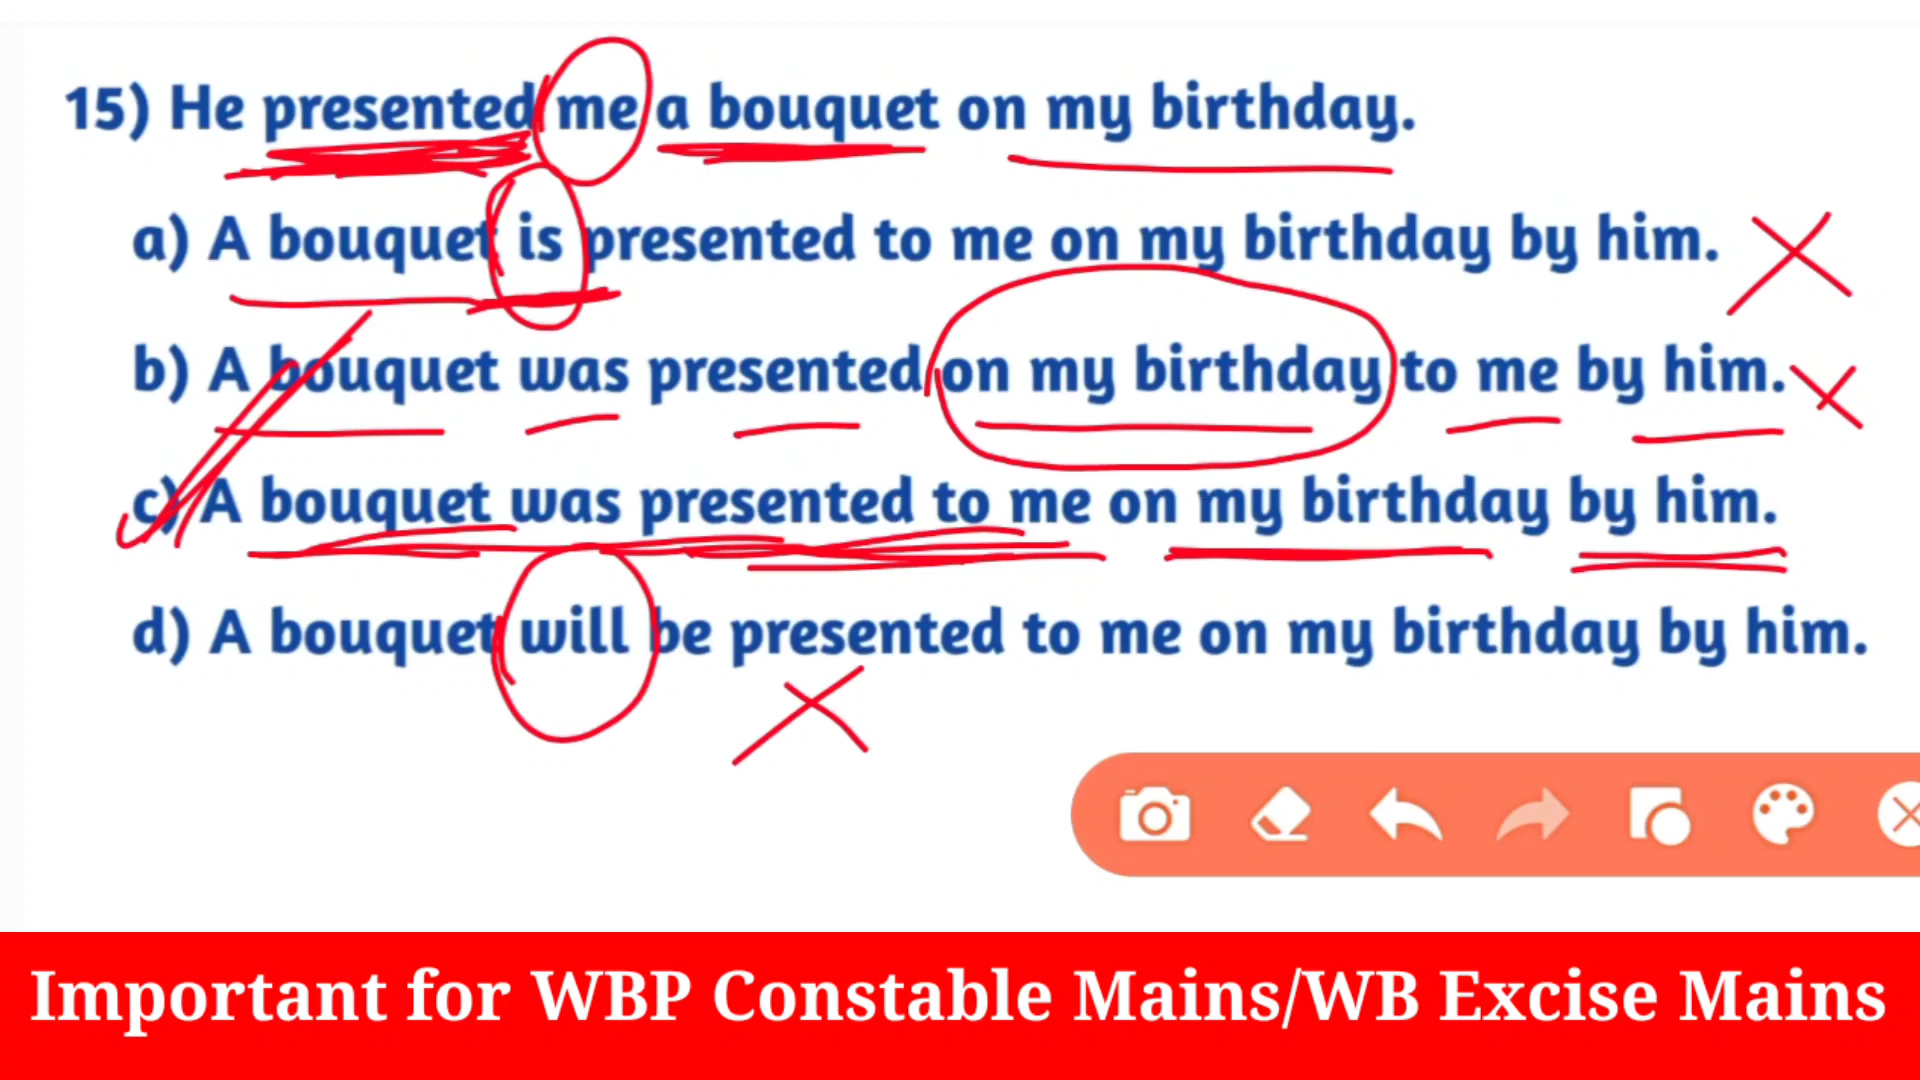 15) He presented me a bouquet on my birthday.
a) A bouquet is presented to me on my birthday by him.
b) A bouquet was presented on my birthday to me by him.
c) A bouquet was presented to me on my birthday by him.
d) A bouquet will be presented to me on my birthday by him.
Important for WBP Constable Mains/WB Excise Mains